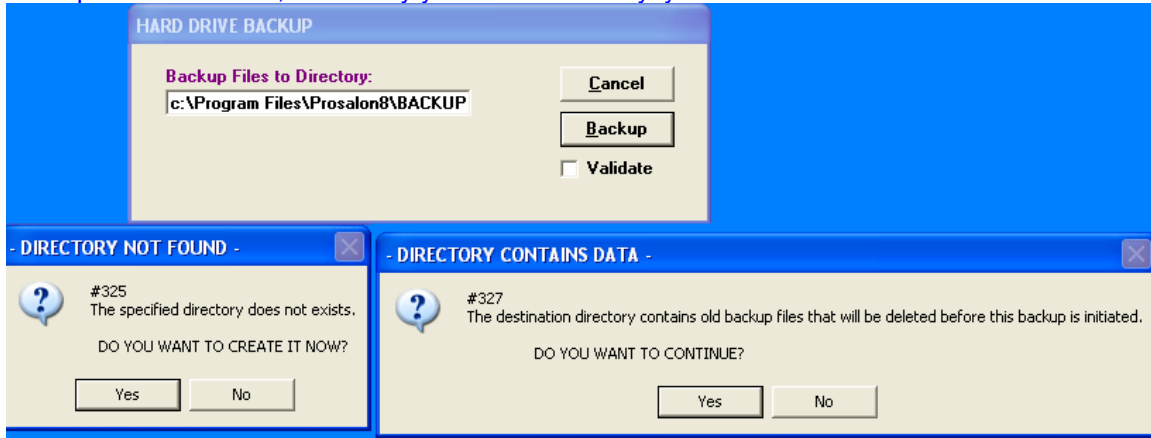 HARD DRIVE BACKUP
Backup Files to Directory:
c:\Program Files\Prosalon8\BACKUP
Cancel
Backup
Validate
- DIRECTORY NOT FOUND -
#325
The specified directory does not exists.
DO YOU WANT TO CREATE IT NOW?
Yes
No
- DIRECTORY CONTAINS DATA -
#327
The destination directory contains old backup files that will be deleted before this backup is initiated.
DO YOU WANT TO CONTINUE?
Yes
No